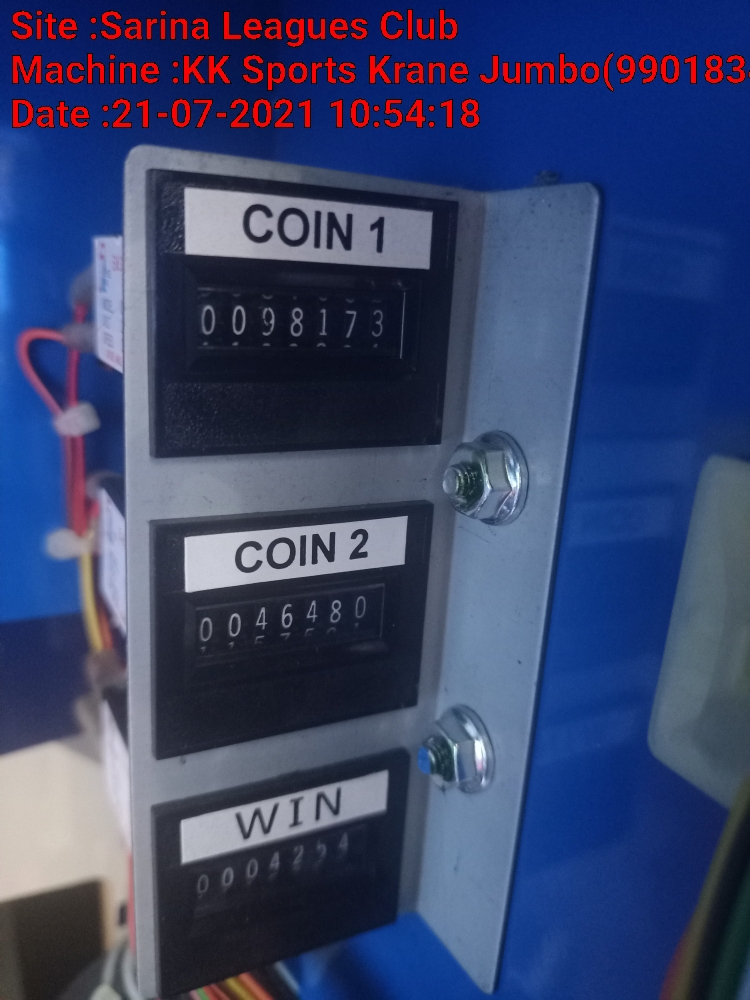 Site :Sarina Leagues Club
Machine :KK Sports Krane Jumbo(990183
Date :21-07-2021 10:54:18
COIN 1
0098173
COIN 2
0046480
WIN